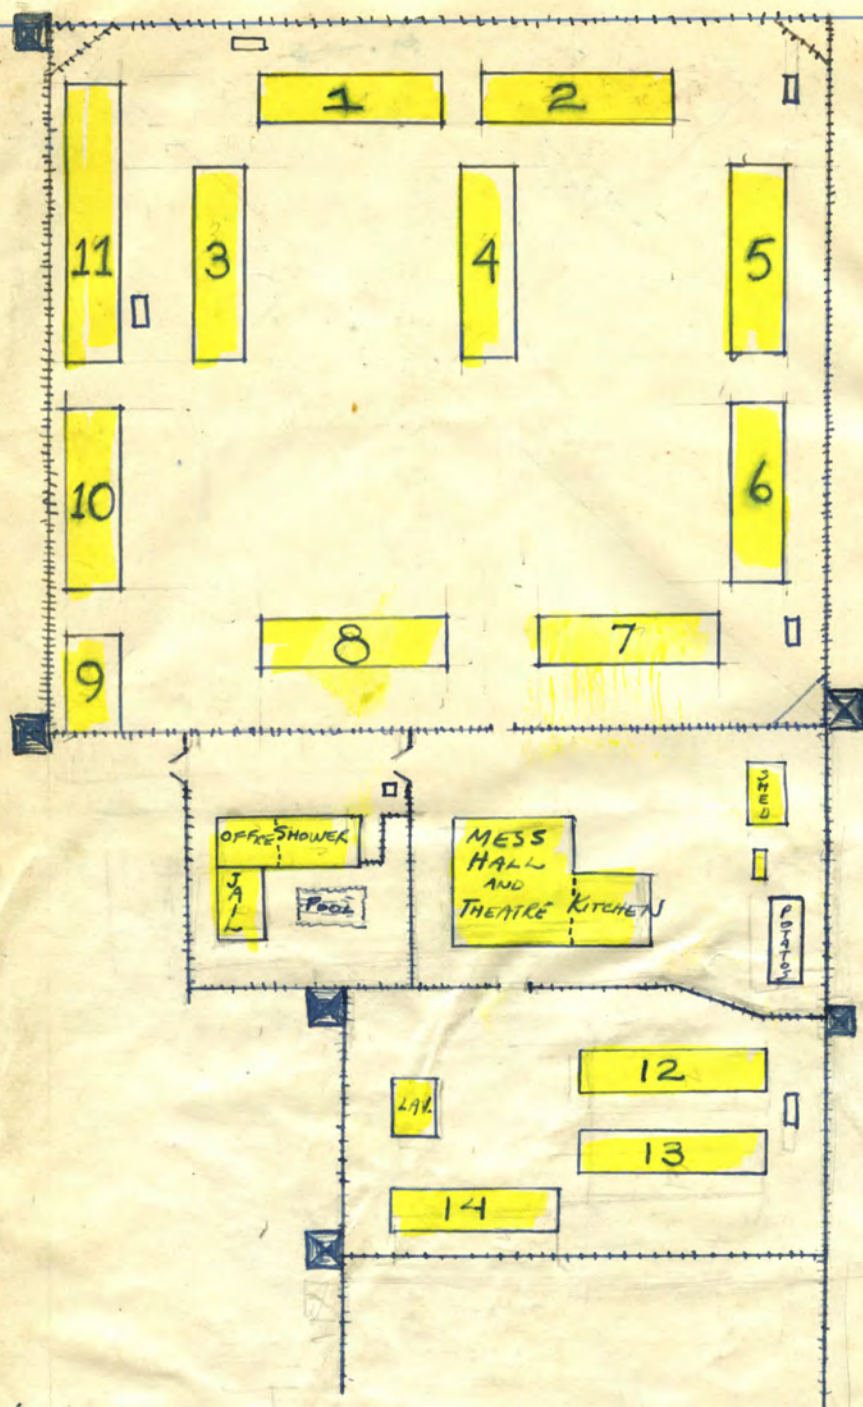 1
2
11
3
4
5
10
6
9
8
7
OFFICE SHOWER
JAIL
POOL
MESS
HALL
AND
THEATRE KITCHEN
SHED
POTATOS
12
LAV.
13
14